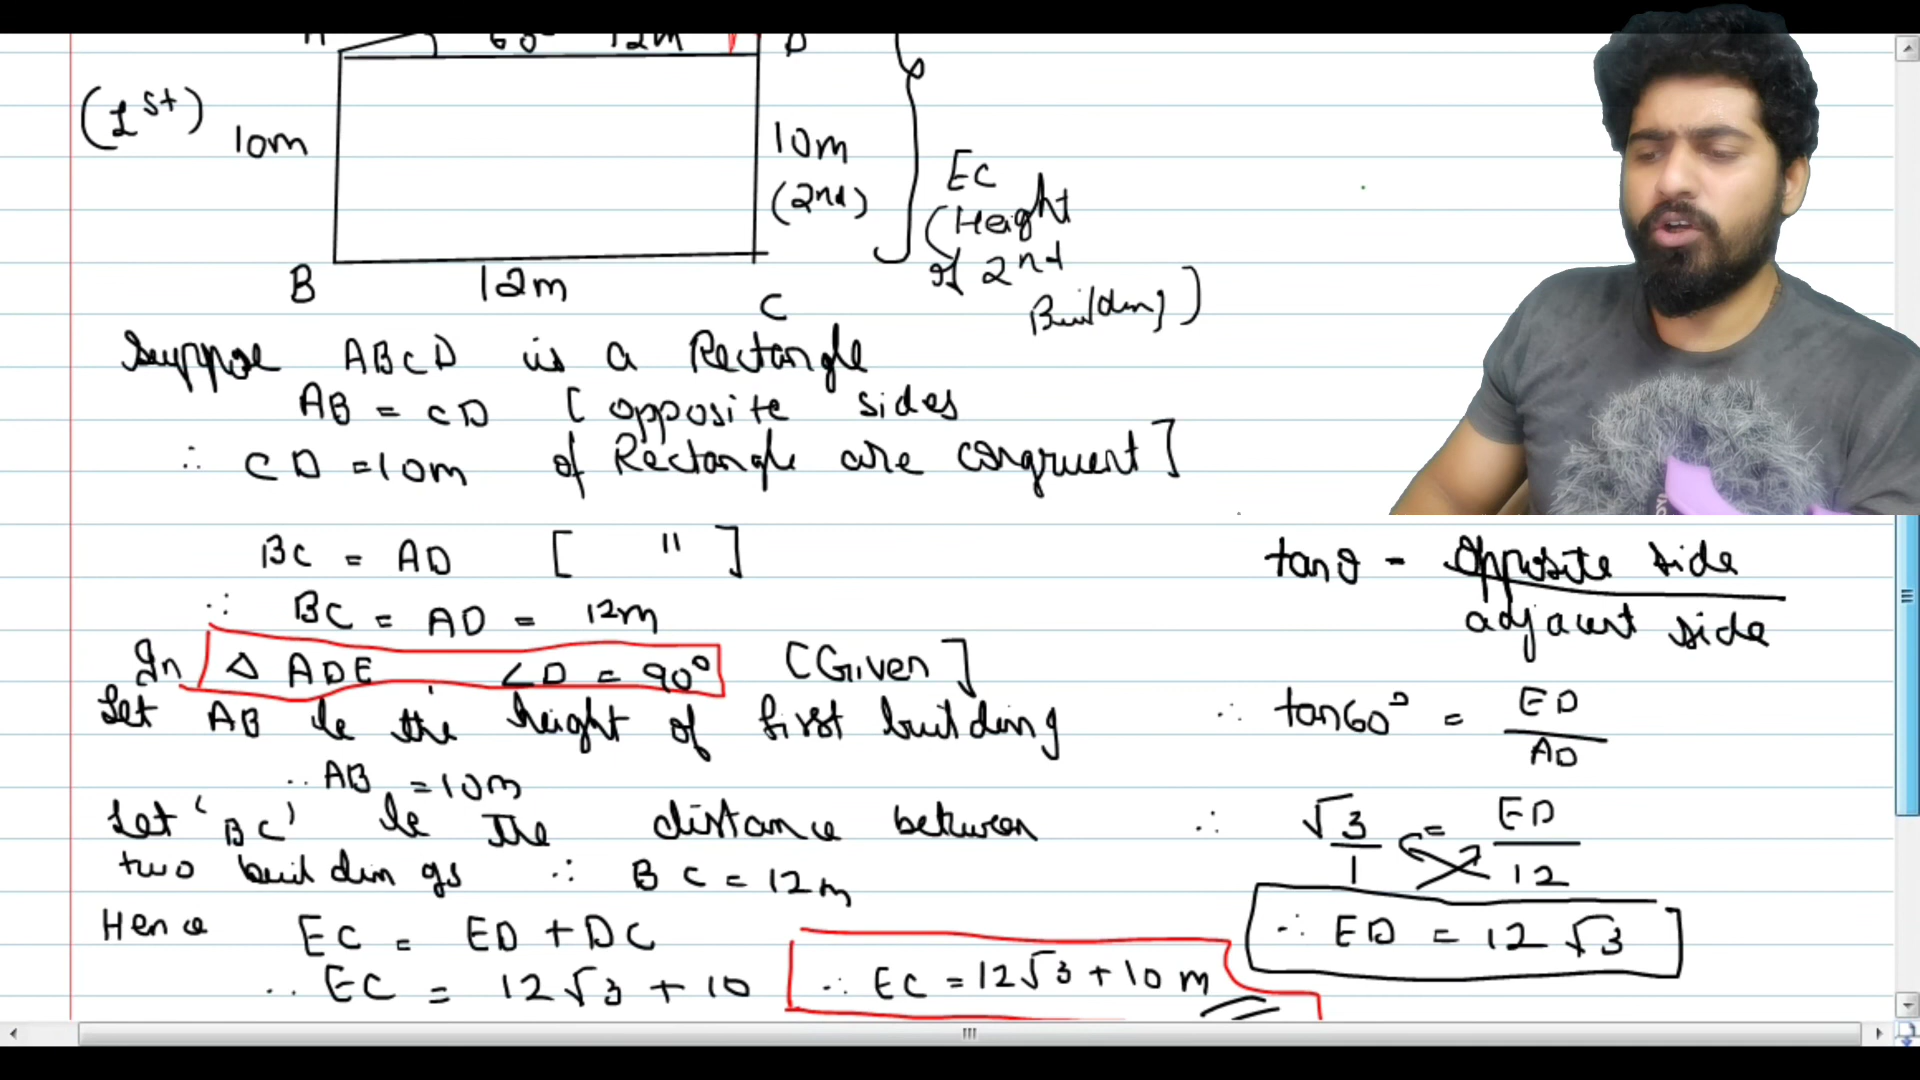 60° 12m D
(1st) 10m
10m
(2nd)
EC
(Height
of 2nd
Building)
B 12m C
Suppose ABCD is a Rectangle
AB = CD [ opposite sides
∴ CD = 10m of Rectangle are congruent ]
BC = AD [ " ]
∴ BC = AD = 12m
In △ ADE ∠D = 90° [Given]
Let AB be the height of first building
∴ AB = 10m
Let 'BC' be the distance between
two buildings ∴ BC = 12m
Hence EC = ED + DC
∴ EC = 12√3 + 10
∴ EC = 12√3 + 10 m
tanθ = Opposite side
adjacent side
∴ tan60° = ED
AD
∴ √3 = ED
1 12
∴ ED = 12√3